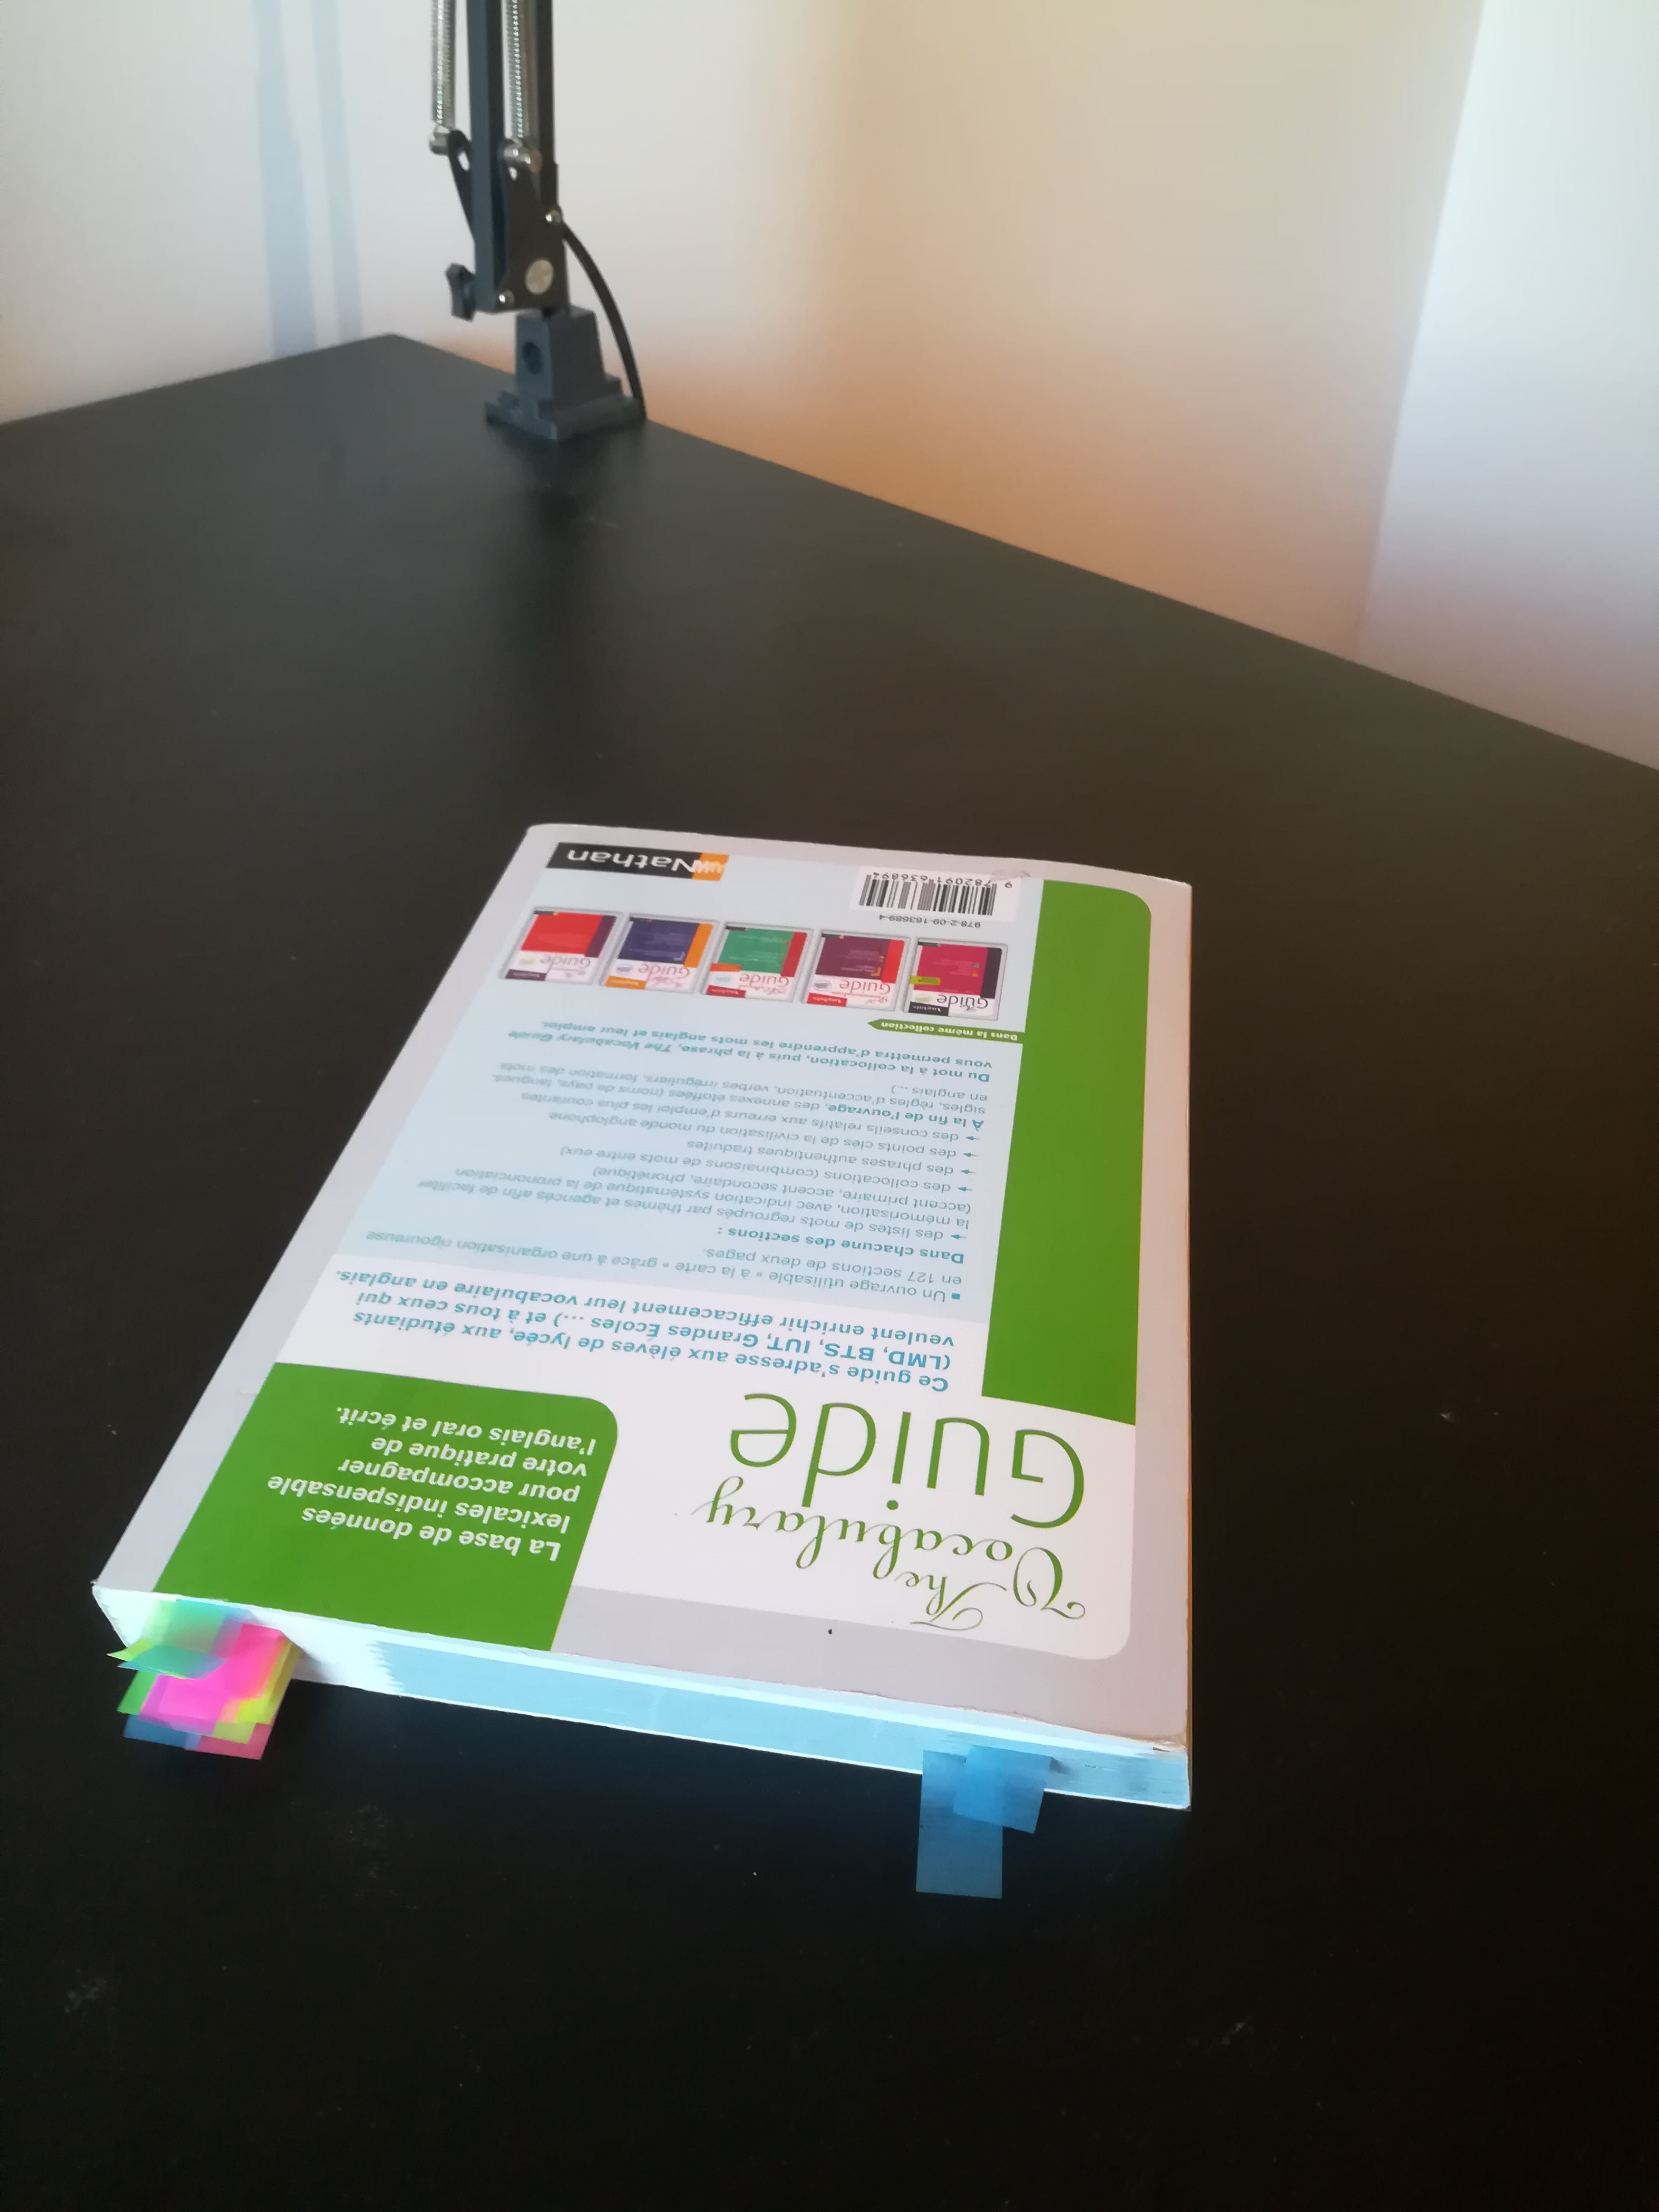 The
Vocabulary
Guide
La base de données
lexicales indispensable
pour accompagner
votre pratique de
l'anglais oral et écrit.
Ce guide s'adresse aux élèves de lycée, aux étudiants
(LMD, BTS, IUT, Grandes Écoles ...) et à tous ceux qui
veulent enrichir efficacement leur vocabulaire en anglais.
■ Un ouvrage utilisable « à la carte » grâce à une organisation rigoureuse
en 127 sections de deux pages.
Dans chacune des sections :
➔ des listes de mots regroupés par thèmes et agencés afin de faciliter
la mémorisation, avec indication systématique de la prononciation
(accent primaire, accent secondaire, phonétique)
➔ des collocations (combinaisons de mots entre eux)
➔ des phrases authentiques traduites
➔ des points clés de la civilisation du monde anglophone
➔ des conseils relatifs aux erreurs d'emploi les plus courantes
À la fin de l'ouvrage, des annexes étoffées (noms de pays, langues,
sigles, règles d'accentuation, verbes irréguliers, formation des mots
en anglais ...)
Du mot à la collocation, puis à la phrase, The Vocabulary Guide
vous permettra d'apprendre les mots anglais et leur emploi.
Dans la même collection
Guide
Guide
Guide
Guide
Guide
978-2-09-163689-4
9 782091 636894
Nathan